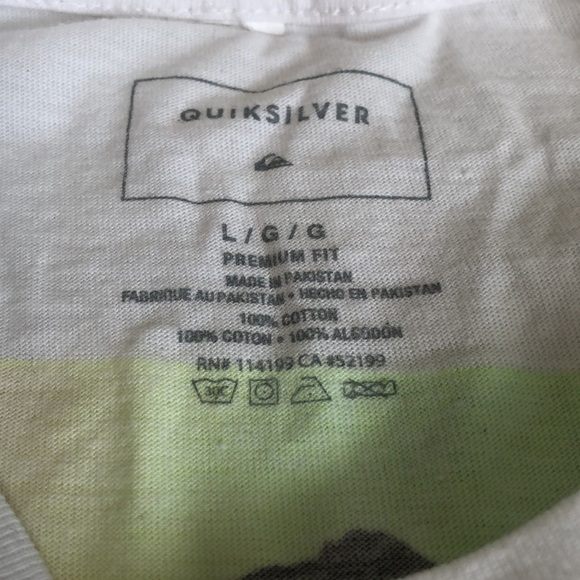 QUIKSILVER
L / G / G
PREMIUM FIT
MADE IN PAKISTAN
FABRIQUE AU PAKISTAN • HECHO EN PAKISTAN
100% COTTON
100% COTON • 100% ALGODÓN
RN# 114199 CA #52199
30C